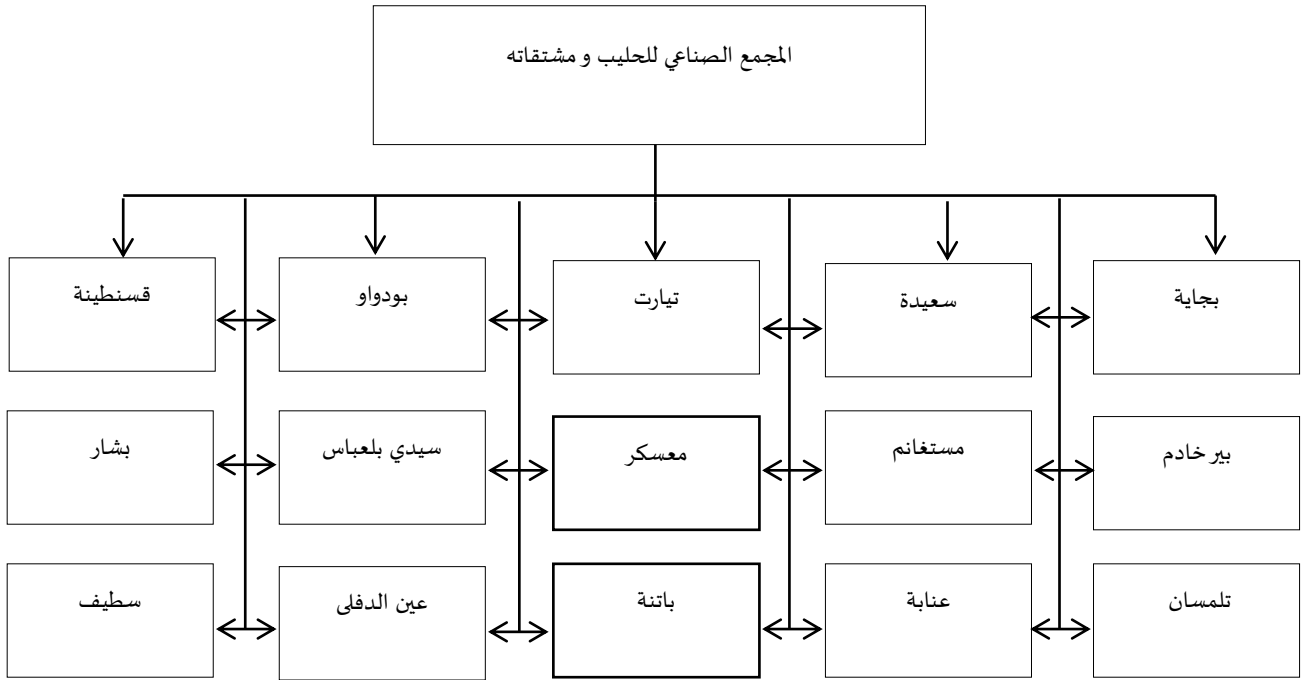 المجمع الصناعي للحليب و مشتقاته
بجاية
سعيدة
تيارت
بودواو
قسنطينة
بير خادم
مستغانم
معسكر
سيدي بلعباس
بشار
تلمسان
عنابة
باتنة
عين الدفلى
سطيف